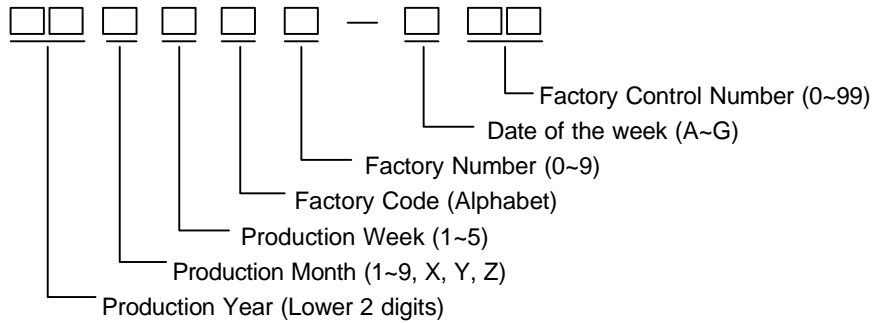 Factory Control Number (0~99)
Date of the week (A~G)
Factory Number (0~9)
Factory Code (Alphabet)
Production Week (1~5)
Production Month (1~9, X, Y, Z)
Production Year (Lower 2 digits)